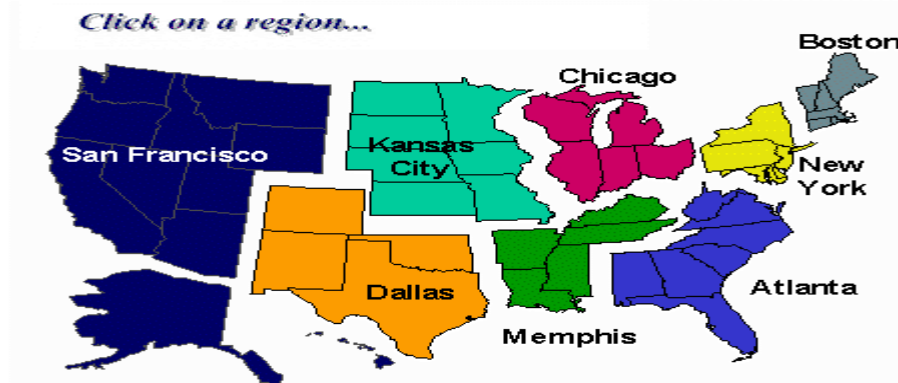 Click on a region...
Boston
Chicago
San Francisco
Kansas
City
New
York
Dallas
Atlanta
Memphis